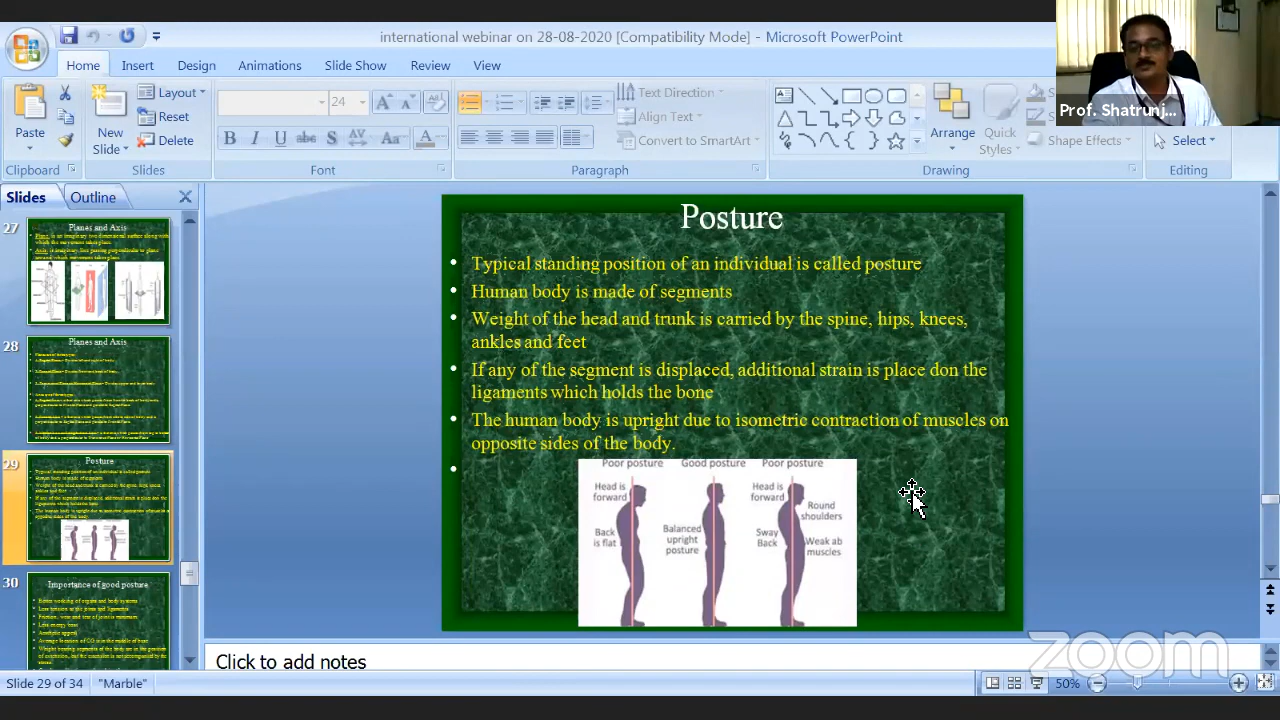 international webinar on 28-08-2020 [Compatibility Mode] - Microsoft PowerPoint
Home Insert Design Animations Slide Show Review View
Prof. Shatrunj...
Paste
New Slide
Layout
Reset
Delete
24
B I U abe S AV Aa A
Text Direction
Align Text
Convert to SmartArt
Arrange
Quick Styles
Shape Effects
Select
Clipboard Slides Font Paragraph Drawing Editing
Slides Outline
27
Planes and Axis
28
Planes and Axis
29
Posture
30
Importance of good posture
Posture
• Typical standing position of an individual is called posture
• Human body is made of segments
• Weight of the head and trunk is carried by the spine, hips, knees,
ankles and feet
• If any of the segment is displaced, additional strain is place don the
ligaments which holds the bone
• The human body is upright due to isometric contraction of muscles on
opposite sides of the body.
•
Poor posture Good posture Poor posture
Head is forward
Back is flat
Balanced upright posture
Head is forward
Round shoulders
Sway Back
Weak ab muscles
Click to add notes
zoom
Slide 29 of 34 "Marble" 50%